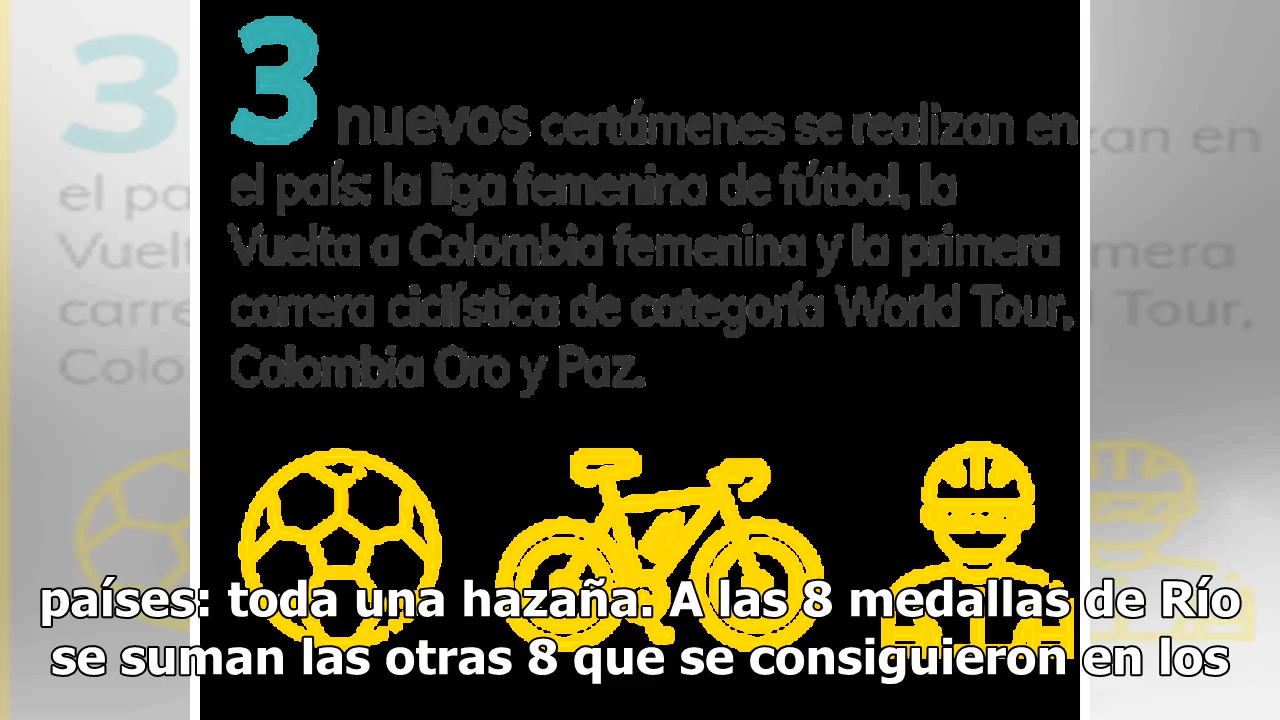 3 nuevos certámenes se realizan en
el país: la liga femenina de fútbol, la
Vuelta a Colombia femenina y la primera
carrera ciclística de categoría World Tour,
Colombia Oro y Paz.
países: toda una hazaña. A las 8 medallas de Río
se suman las otras 8 que se consiguieron en los